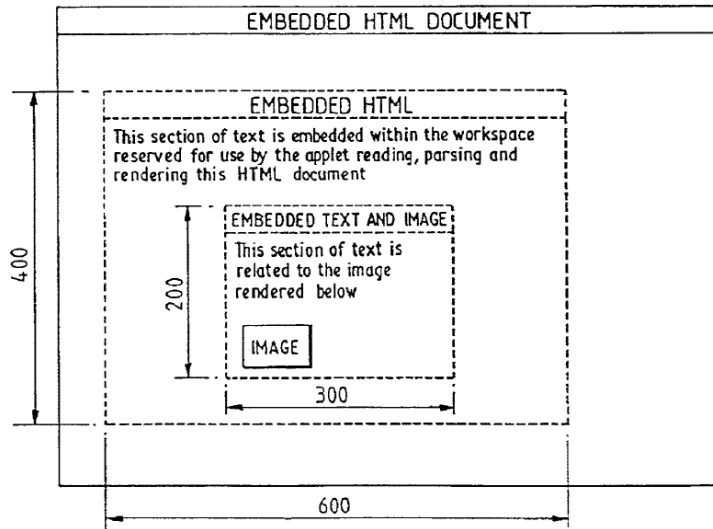 EMBEDDED HTML DOCUMENT
EMBEDDED HTML
This section of text is embedded within the workspace
reserved for use by the applet reading, parsing and
rendering this HTML document
EMBEDDED TEXT AND IMAGE
This section of text is
related to the image
rendered below
IMAGE
400
200
300
600